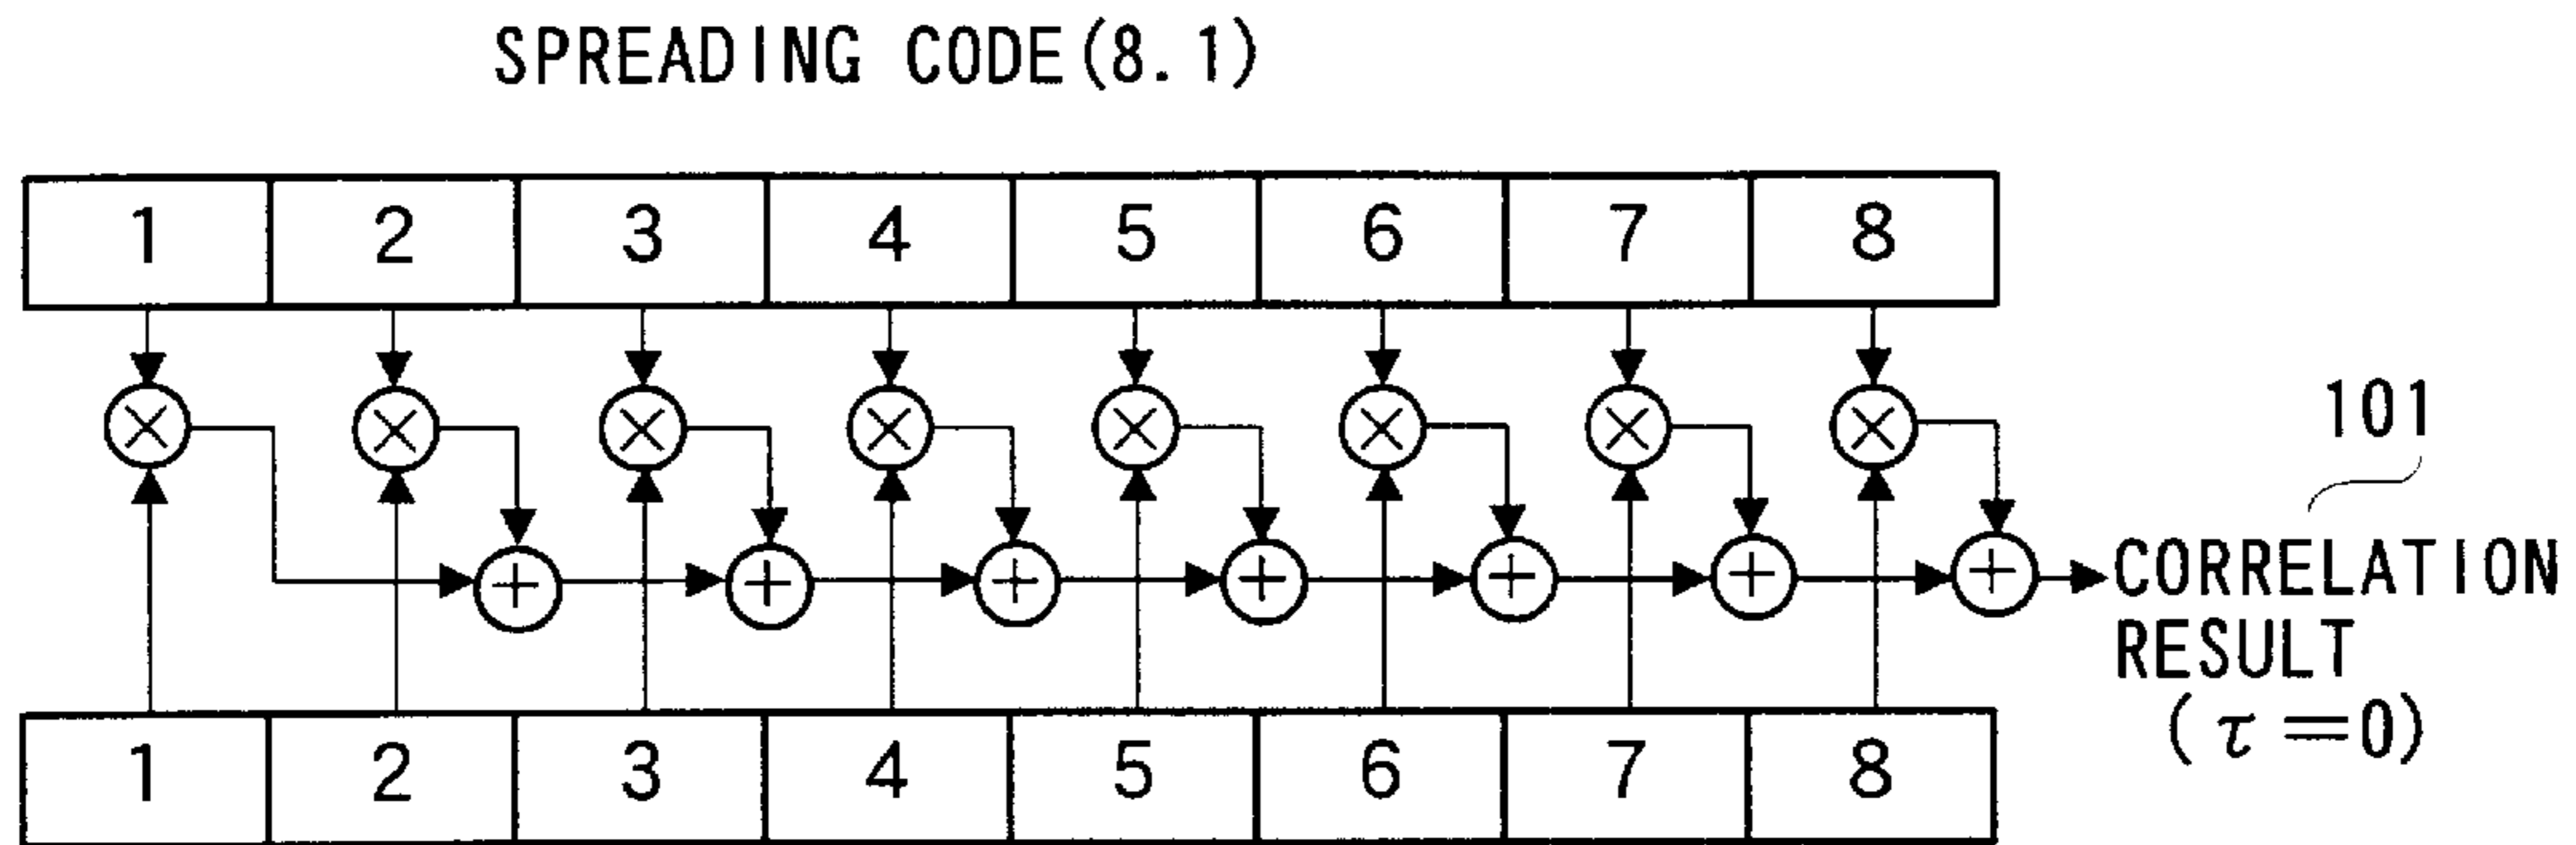 SPREADING CODE(8.1)
1 2 3 4 5 6 7 8
101
CORRELATION
RESULT
(τ=0)
1 2 3 4 5 6 7 8